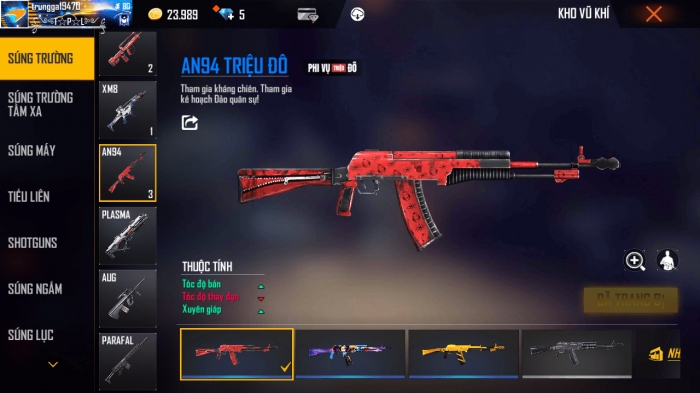 trungga19470
# BG
T P L
23.989
5
KHO VŨ KHÍ
SÚNG TRƯỜNG
SÚNG TRƯỜNG
TẦM XA
SÚNG MÁY
TIỂU LIÊN
SHOTGUNS
SÚNG NGẮM
SÚNG LỤC
2
XM8
1
AN94
3
PLASMA
AUG
PARAFAL
AN94 TRIỆU ĐÔ
PHI VỤ TRIỆU ĐÔ
Tham gia kháng chiến. Tham gia
kế hoạch Đảo quân sự!
THUỘC TÍNH
Tốc độ bắn
Tốc độ thay đạn
Xuyên giáp
ĐÃ TRANG BỊ
NH